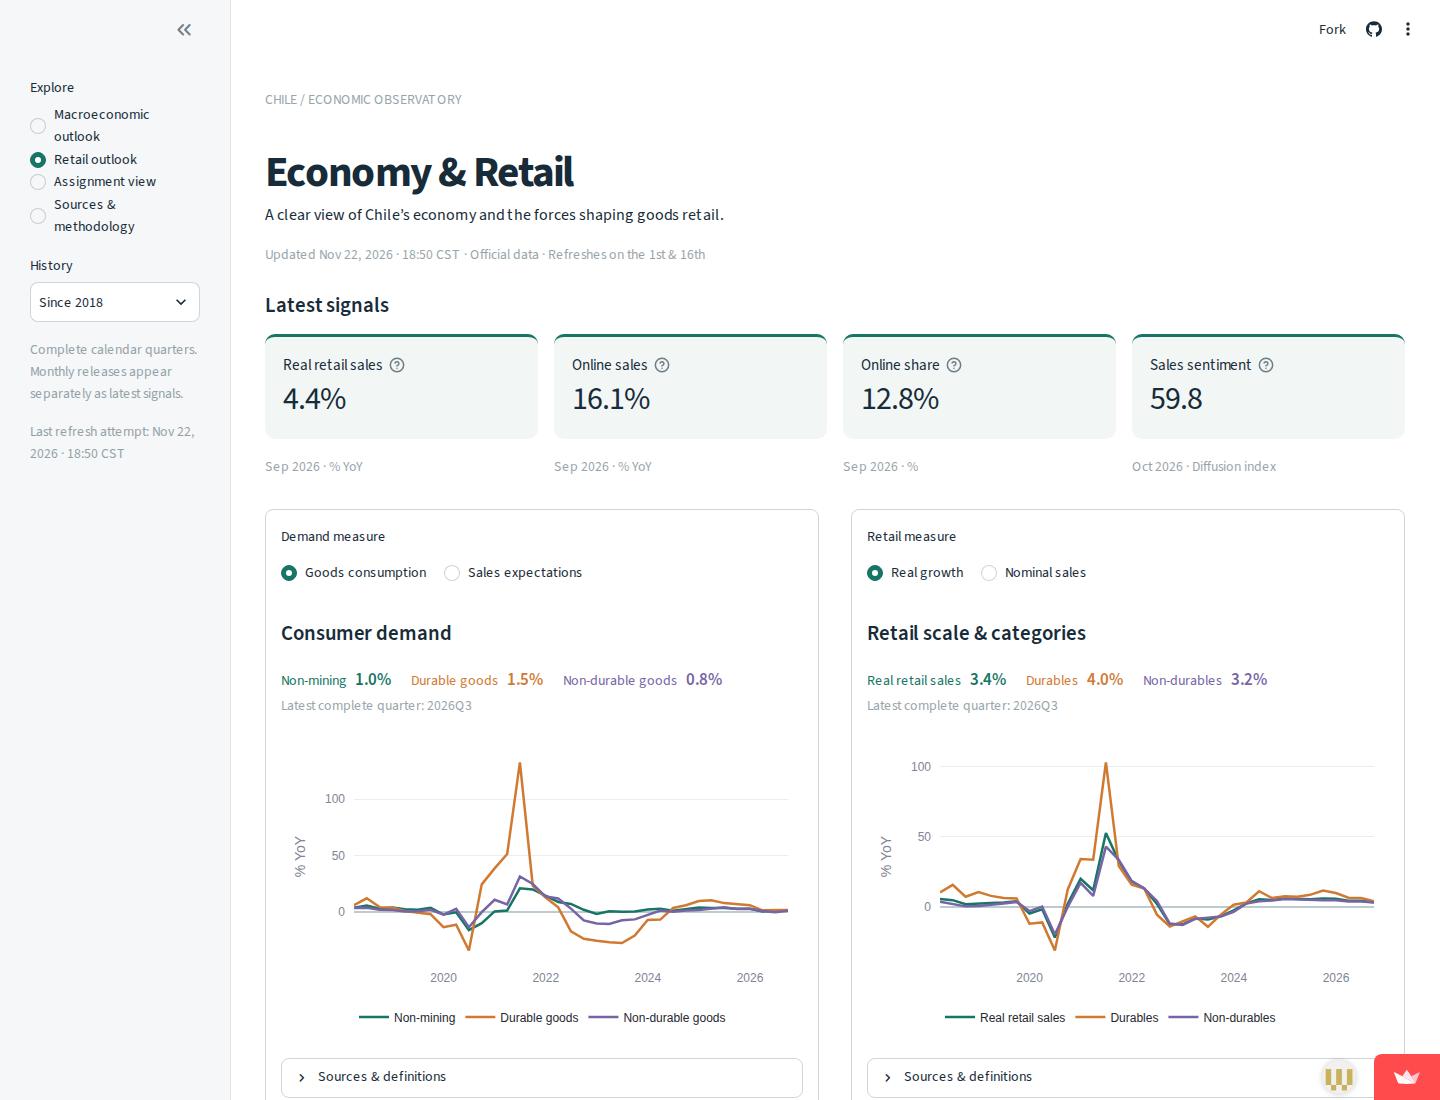 Fork
Explore
Macroeconomic
outlook
Retail outlook
Assignment view
Sources &
methodology
History
Since 2018
Complete calendar quarters.
Monthly releases appear
separately as latest signals.
Last refresh attempt: Nov 22,
2026 · 18:50 CST
CHILE / ECONOMIC OBSERVATORY
Economy & Retail
A clear view of Chile’s economy and the forces shaping goods retail.
Updated Nov 22, 2026 · 18:50 CST · Official data · Refreshes on the 1st & 16th
Latest signals
Real retail sales
4.4%
Sep 2026 · % YoY
Online sales
16.1%
Sep 2026 · % YoY
Online share
12.8%
Sep 2026 · %
Sales sentiment
59.8
Oct 2026 · Diffusion index
Demand measure
Goods consumption Sales expectations
Consumer demand
Non-mining 1.0% Durable goods 1.5% Non-durable goods 0.8%
Latest complete quarter: 2026Q3
% YoY
100
50
0
2020 2022 2024 2026
Non-mining Durable goods Non-durable goods
Sources & definitions
Retail measure
Real growth Nominal sales
Retail scale & categories
Real retail sales 3.4% Durables 4.0% Non-durables 3.2%
Latest complete quarter: 2026Q3
% YoY
100
50
0
2020 2022 2024 2026
Real retail sales Durables Non-durables
Sources & definitions